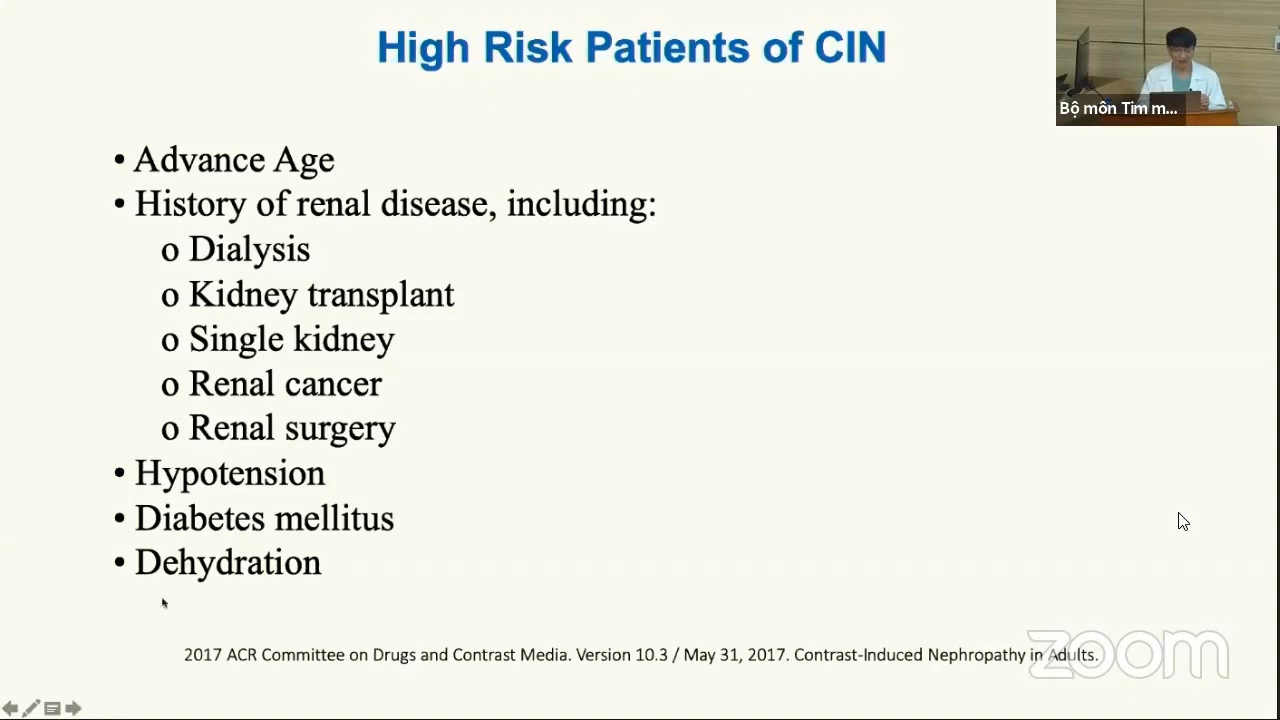 High Risk Patients of CIN
Bộ môn Tim m...
• Advance Age
• History of renal disease, including:
o Dialysis
o Kidney transplant
o Single kidney
o Renal cancer
o Renal surgery
• Hypotension
• Diabetes mellitus
• Dehydration
2017 ACR Committee on Drugs and Contrast Media. Version 10.3 / May 31, 2017. Contrast-Induced Nephropathy in Adults.
zoom